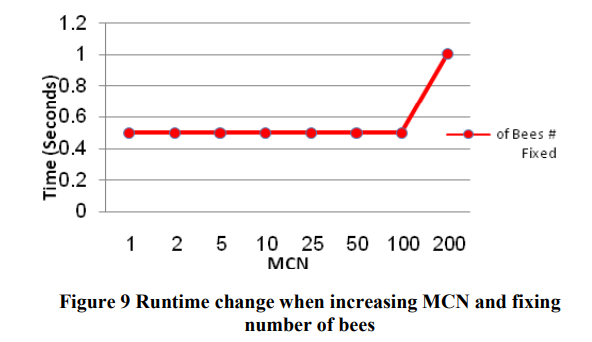 1.2
1
0.8
0.6
0.4
0.2
0
Time (Seconds)
1 2 5 10 25 50 100 200
MCN
of Bees #
Fixed
Figure 9 Runtime change when increasing MCN and fixing
number of bees